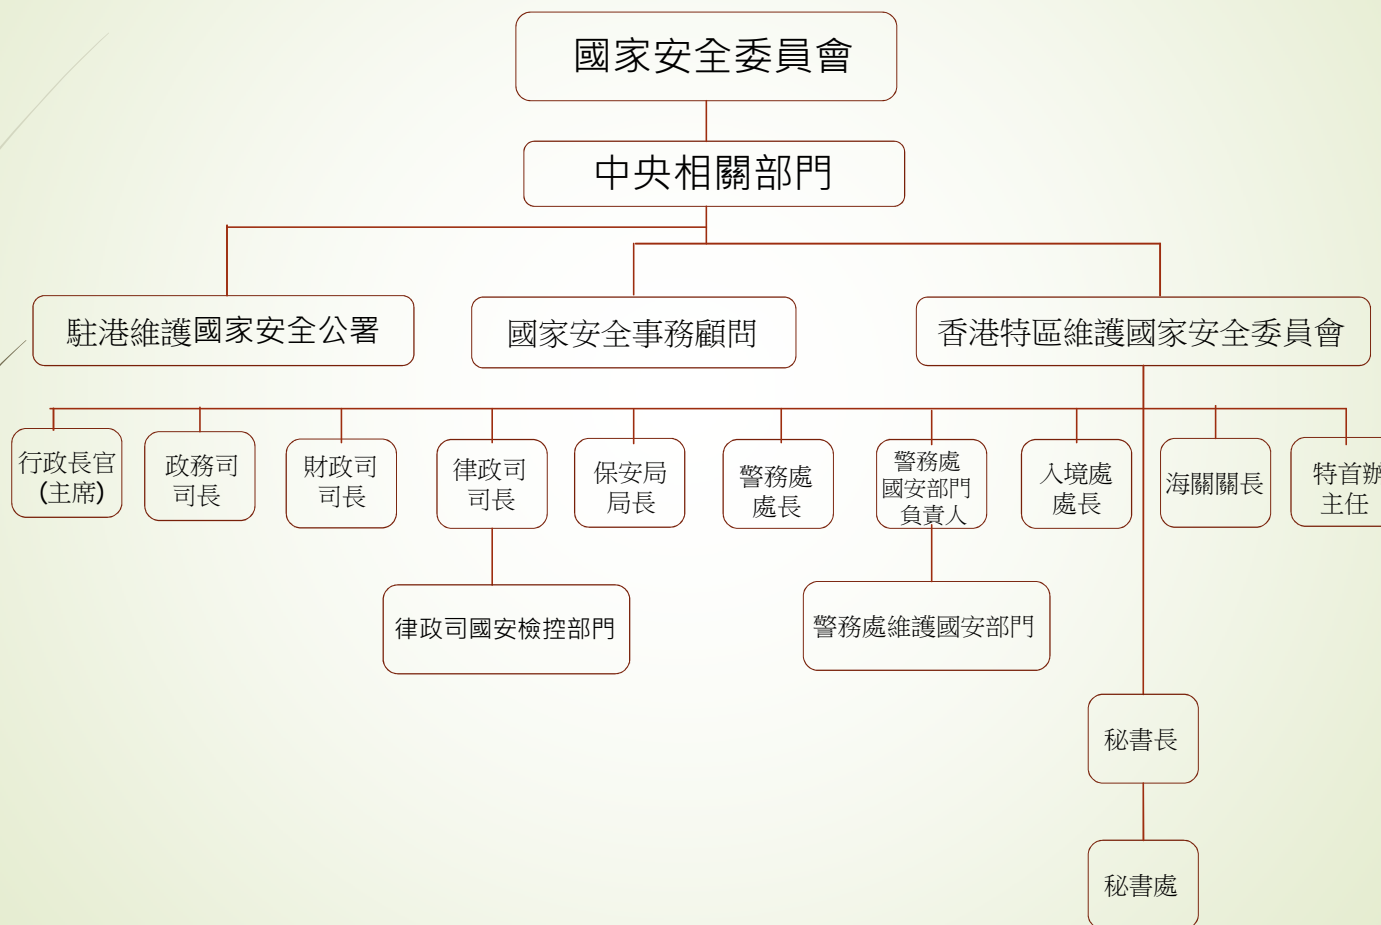 國家安全委員會
中央相關部門
駐港維護國家安全公署
國家安全事務顧問
香港特區維護國家安全委員會
行政長官
(主席)
政務司
司長
財政司
司長
律政司
司長
保安局
局長
警務處
處長
警務處
國安部門
負責人
入境處
處長
海關關長
特首辦
主任
律政司國安檢控部門
警務處維護國安部門
秘書長
秘書處